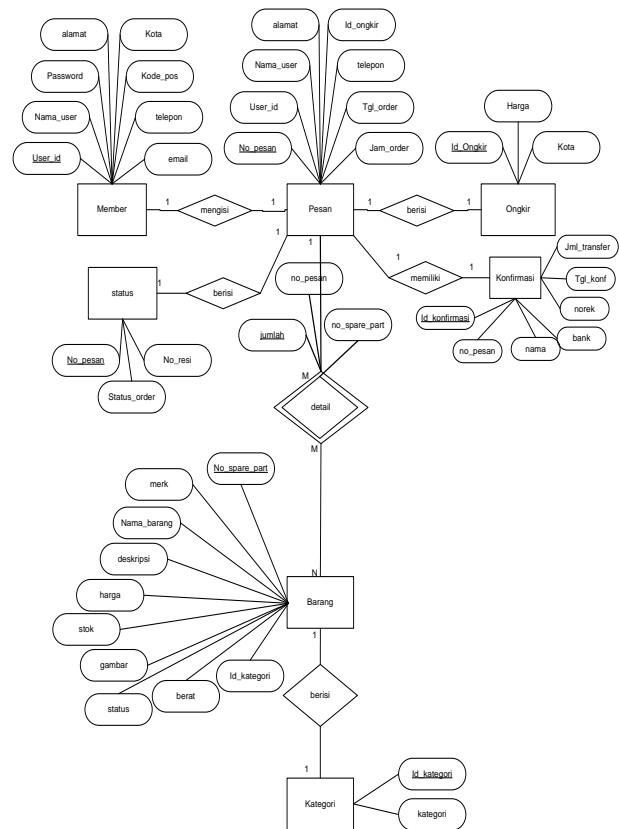 alamat
Kota
alamat
Id_ongkir
Password
Kode_pos
Nama_user
telepon
Harga
Nama_user
telepon
User_id
Tgl_order
User_id
email
No_pesan
Jam_order
Id_Ongkir
Kota
Member
1
mengisi
1
Pesan
1
berisi
1
Ongkir
1
1
1
memiliki
1
Konfirmasi
Jml_transfer
Tgl_konf
norek
bank
nama
no_pesan
Id_konfirmasi
status
1
berisi
no_pesan
no_spare_part
jumlah
No_pesan
No_resi
Status_order
M
detail
M
No_spare_part
merk
Nama_barang
deskripsi
harga
stok
gambar
status
berat
Id_kategori
N
Barang
1
berisi
1
Kategori
Id_kategori
kategori